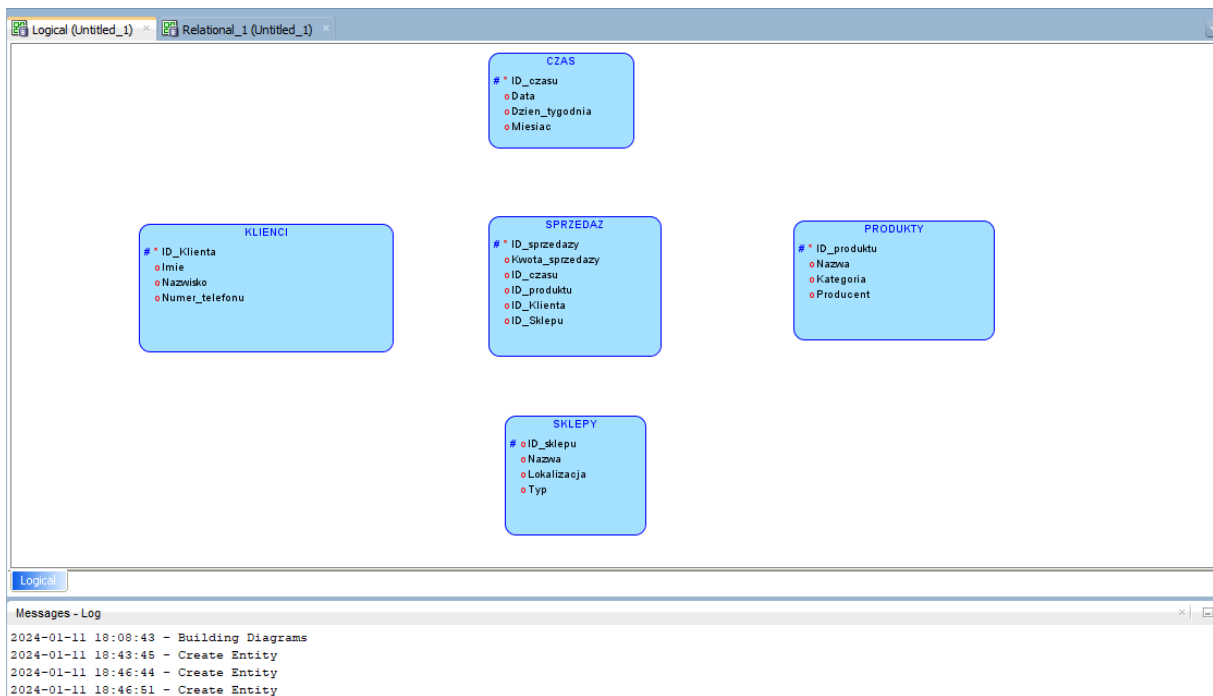 Logical (Untitled_1) × Relational_1 (Untitled_1) ×
CZAS
# * ID_czasu
o Data
o Dzien_tygodnia
o Miesiac
KLIENCI
# * ID_Klienta
o Imie
o Nazwisko
o Numer_telefonu
SPRZEDAZ
# * ID_sprzedazy
o Kwota_sprzedazy
o ID_czasu
o ID_produktu
o ID_Klienta
o ID_Sklepu
PRODUKTY
# * ID_produktu
o Nazwa
o Kategoria
o Producent
SKLEPY
# o ID_sklepu
o Nazwa
o Lokalizacja
o Typ
Logical
Messages - Log
2024-01-11 18:08:43 - Building Diagrams
2024-01-11 18:43:45 - Create Entity
2024-01-11 18:46:44 - Create Entity
2024-01-11 18:46:51 - Create Entity